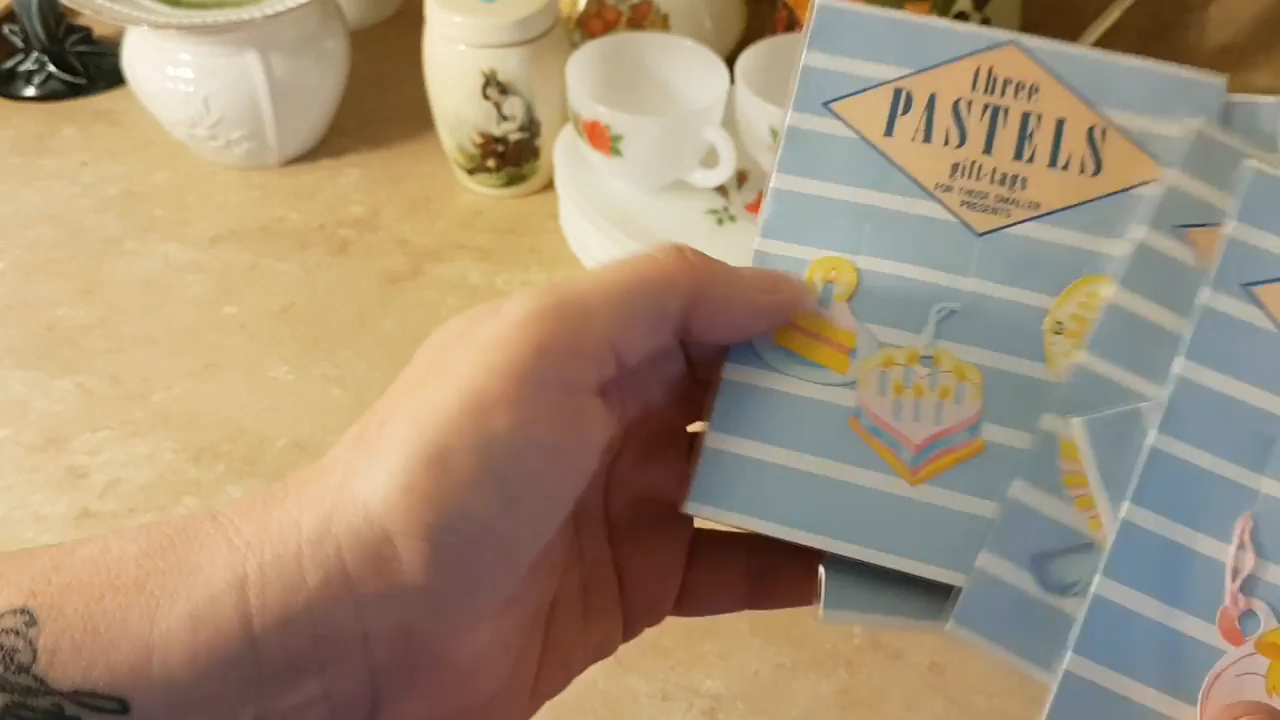 three
PASTELS
gift-tags
FOR THOSE SMALLER
PRESENTS